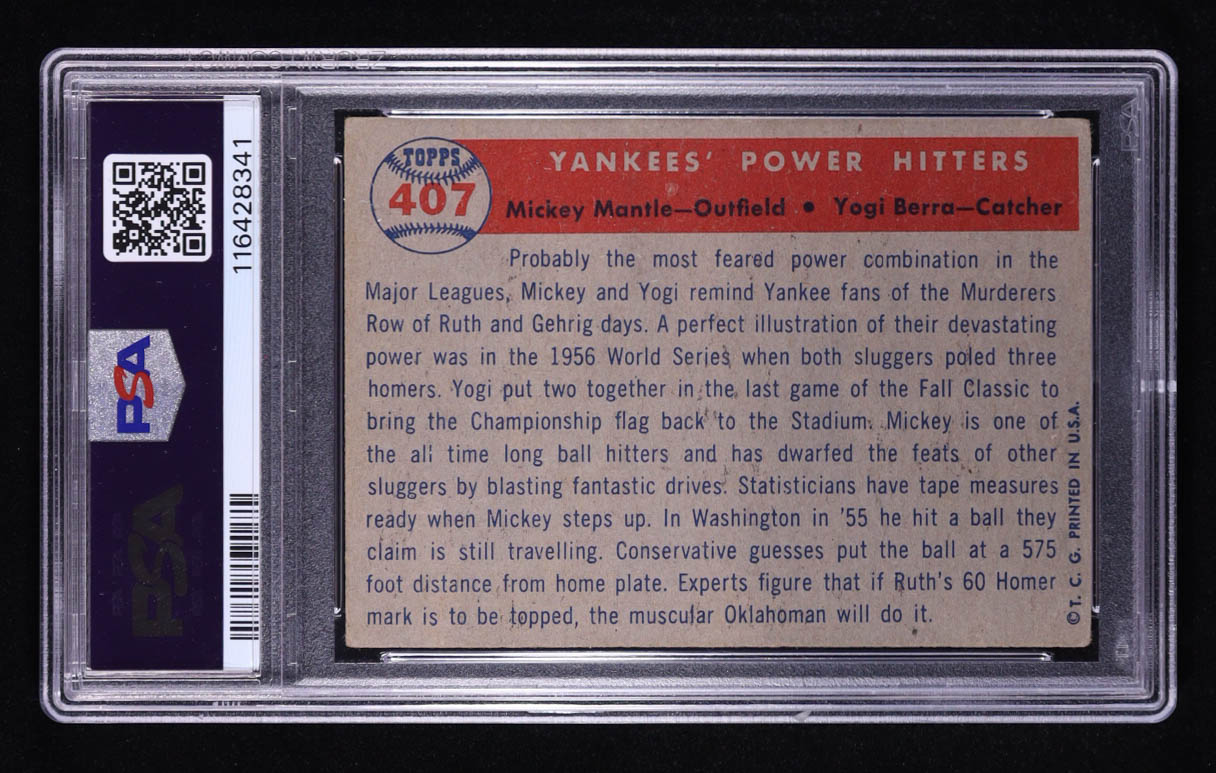 TOPPS
407
YANKEES' POWER HITTERS
Mickey Mantle—Outfield • Yogi Berra—Catcher
Probably the most feared power combination in the
Major Leagues, Mickey and Yogi remind Yankee fans of the Murderers
Row of Ruth and Gehrig days. A perfect illustration of their devastating
power was in the 1956 World Series when both sluggers poled three
homers. Yogi put two together in the last game of the Fall Classic to
bring the Championship flag back to the Stadium. Mickey is one of
the all time long ball hitters and has dwarfed the feats of other
sluggers by blasting fantastic drives. Statisticians have tape measures
ready when Mickey steps up. In Washington in '55 he hit a ball they
claim is still travelling. Conservative guesses put the ball at a 575
foot distance from home plate. Experts figure that if Ruth's 60 Homer
mark is to be topped, the muscular Oklahoman will do it.
© T. C. G. PRINTED IN U.S.A.
116428341
PSA
PSA